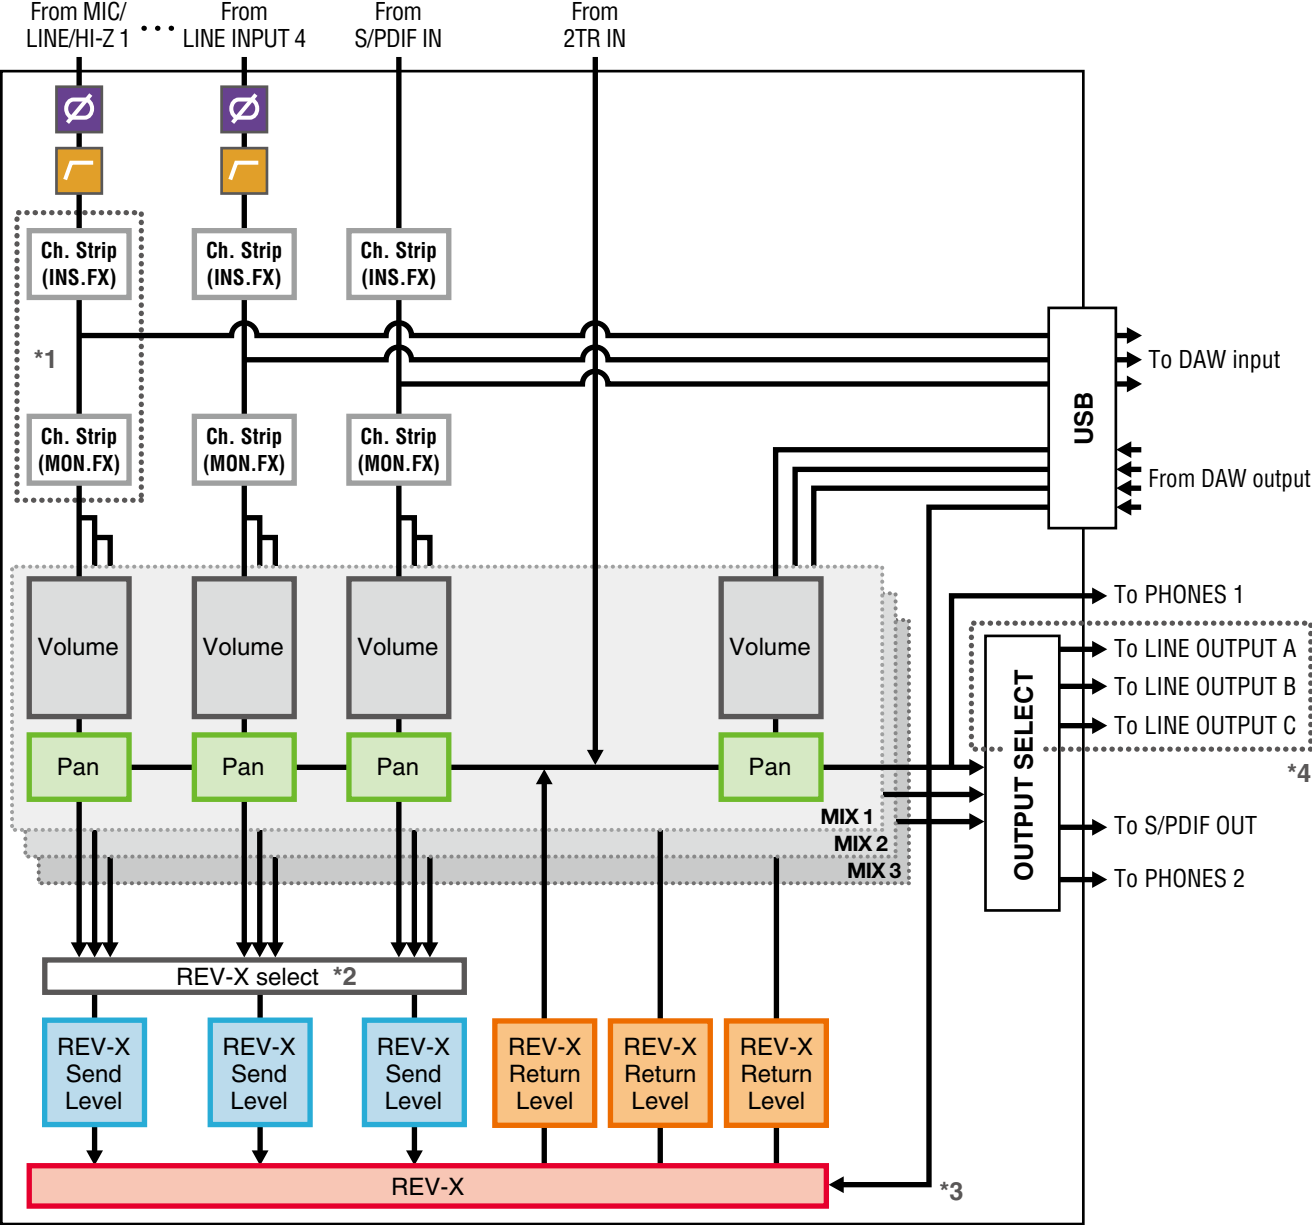 From MIC/
LINE/HI-Z 1
From
LINE INPUT 4
From
S/PDIF IN
From
2TR IN
Ø
Ø
Ch. Strip
(INS.FX)
Ch. Strip
(INS.FX)
Ch. Strip
(INS.FX)
*1
USB
To DAW input
Ch. Strip
(MON.FX)
Ch. Strip
(MON.FX)
Ch. Strip
(MON.FX)
From DAW output
Volume
Volume
Volume
Volume
To PHONES 1
OUTPUT SELECT
To LINE OUTPUT A
To LINE OUTPUT B
To LINE OUTPUT C
*4
Pan
Pan
Pan
Pan
MIX 1
MIX 2
MIX 3
To S/PDIF OUT
To PHONES 2
REV-X select *2
REV-X
Send
Level
REV-X
Send
Level
REV-X
Send
Level
REV-X
Return
Level
REV-X
Return
Level
REV-X
Return
Level
REV-X
*3